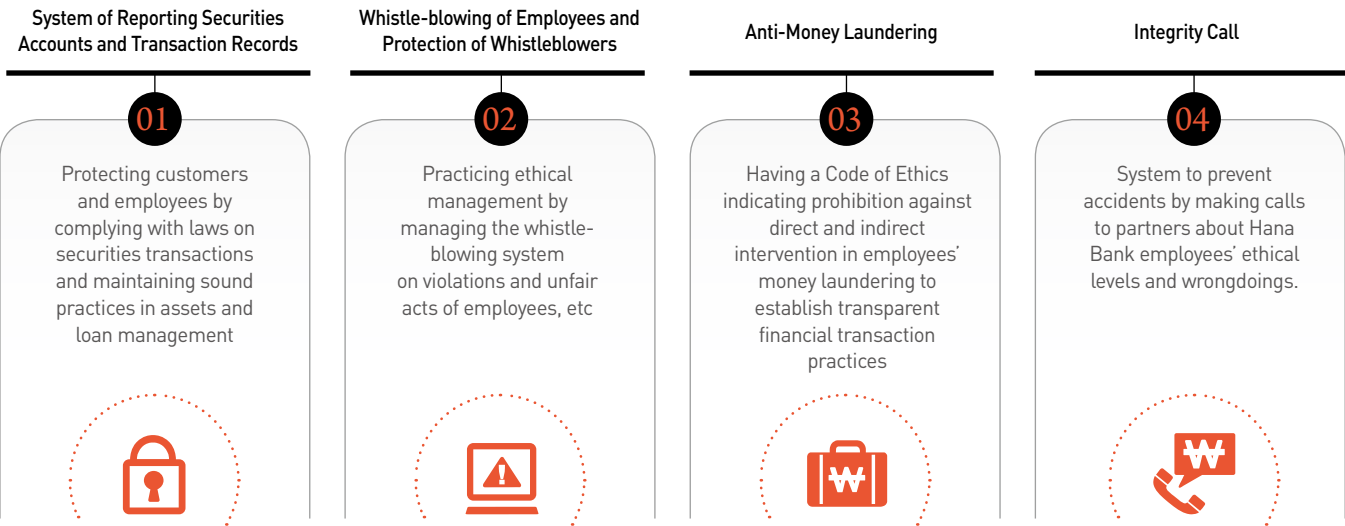 System of Reporting Securities
Accounts and Transaction Records
01
Protecting customers
and employees by
complying with laws on
securities transactions
and maintaining sound
practices in assets and
loan management
Whistle-blowing of Employees and
Protection of Whistleblowers
02
Practicing ethical
management by
managing the whistle-
blowing system
on violations and unfair
acts of employees, etc
Anti-Money Laundering
03
Having a Code of Ethics
indicating prohibition against
direct and indirect
intervention in employees'
money laundering to
establish transparent
financial transaction
practices
₩
Integrity Call
04
System to prevent
accidents by making calls
to partners about Hana
Bank employees' ethical
levels and wrongdoings.
₩